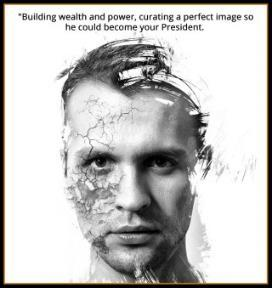 "Building wealth and power, curating a perfect image so
he could become your President.